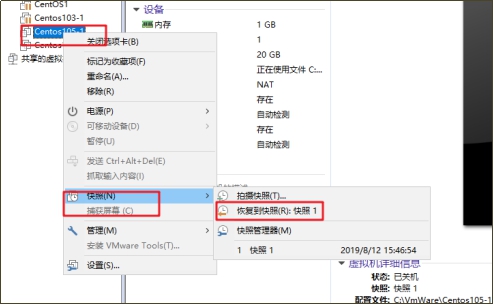 CentOS1
Centos103-1
Centos105-1
Centos
共享的虚拟
设备
内存
1 GB
1
20 GB
正在使用文件 C:
NAT
存在
自动检测
存在
自动检测
关闭选项卡(B)
标记为收藏项(F)
重命名(A)...
移除(R)
电源(P)
可移动设备(D)
暂停(U)
发送 Ctrl+Alt+Del(E)
抓取输入内容(I)
快照(N)
捕获屏幕 (C)
管理(M)
安装 VMware Tools(T)...
设置(S)...
拍摄快照(T)...
恢复到快照(R): 快照 1
快照管理器(M)
1 快照 1 2019/8/12 15:46:54
虚拟机详细信息
状态: 已关机
快照: 快照 1
配置文件: C:\VmWare\Centos105-1